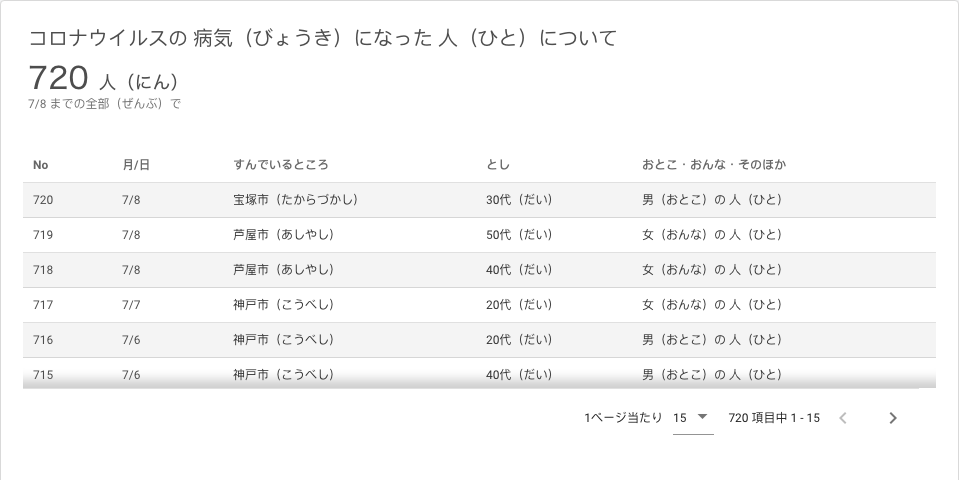 コロナウイルスの 病気（びょうき）になった 人（ひと）について
720 人（にん）
7/8 までの全部（ぜんぶ）で
No 月/日 すんでいるところ とし おとこ・おんな・そのほか
720 7/8 宝塚市（たからづかし） 30代（だい） 男（おとこ）の 人（ひと）
719 7/8 芦屋市（あしやし） 50代（だい） 女（おんな）の 人（ひと）
718 7/8 芦屋市（あしやし） 40代（だい） 女（おんな）の 人（ひと）
717 7/7 神戸市（こうべし） 20代（だい） 女（おんな）の 人（ひと）
716 7/6 神戸市（こうべし） 20代（だい） 男（おとこ）の 人（ひと）
715 7/6 神戸市（こうべし） 40代（だい） 男（おとこ）の 人（ひと）
1ページ当たり 15 720 項目中 1 - 15